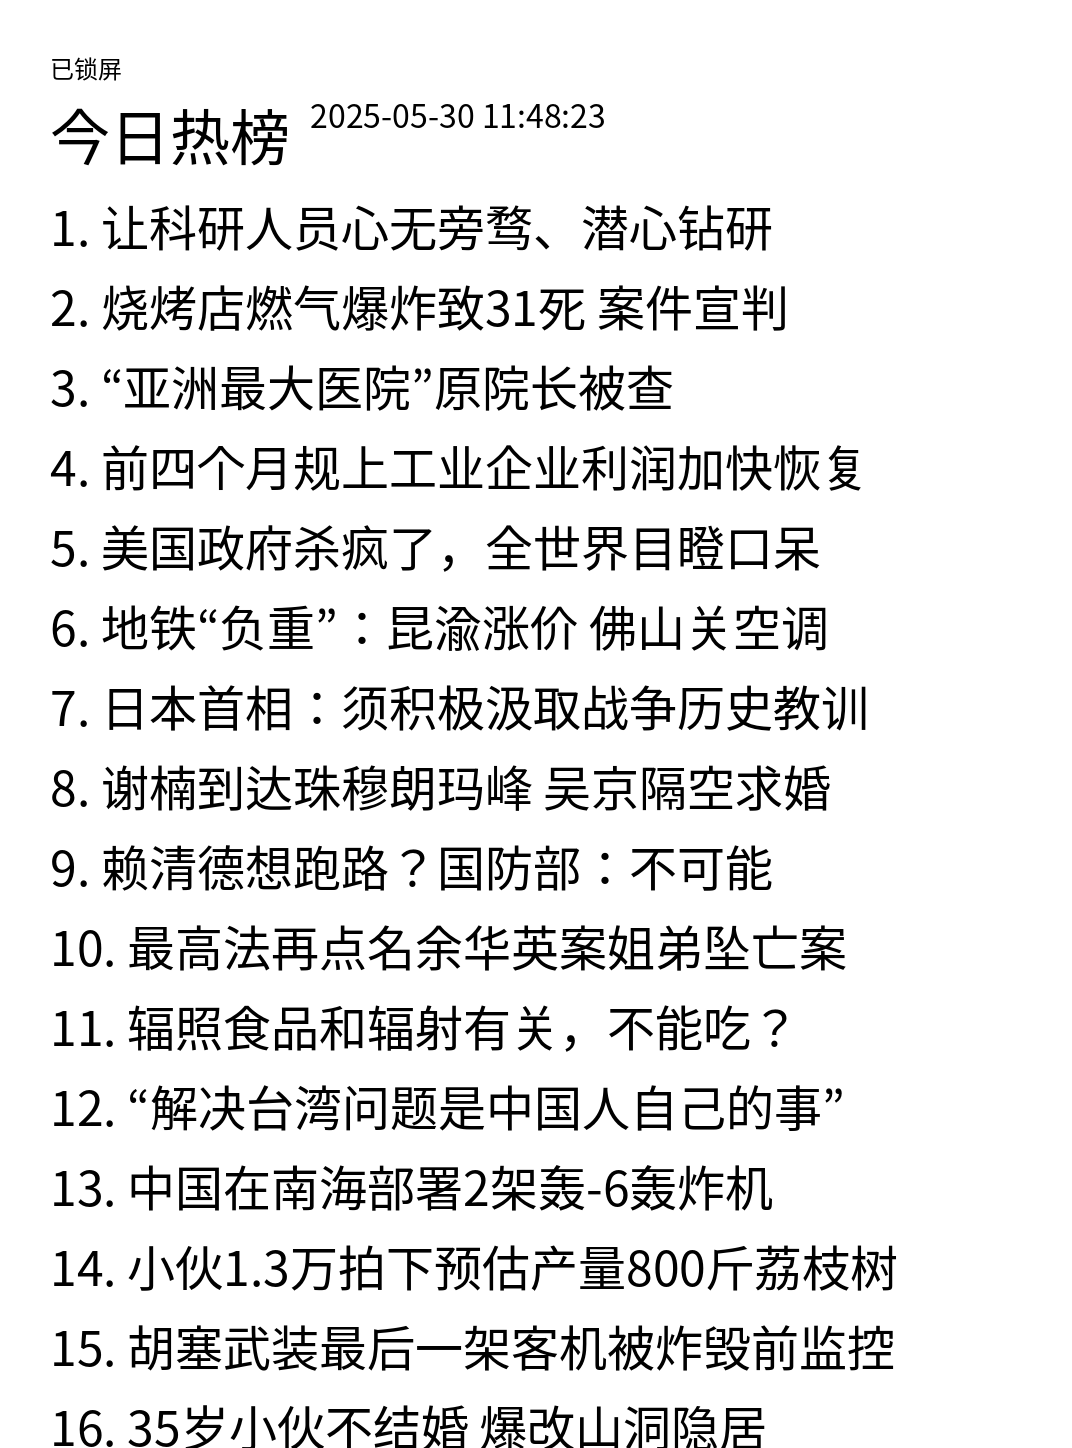 已锁屏
今日热榜 2025-05-30 11:48:23
1. 让科研人员心无旁骛、潜心钻研
2. 烧烤店燃气爆炸致31死 案件宣判
3. “亚洲最大医院”原院长被查
4. 前四个月规上工业企业利润加快恢复
5. 美国政府杀疯了，全世界目瞪口呆
6. 地铁“负重”：昆渝涨价 佛山关空调
7. 日本首相：须积极汲取战争历史教训
8. 谢楠到达珠穆朗玛峰 吴京隔空求婚
9. 赖清德想跑路？国防部：不可能
10. 最高法再点名余华英案姐弟坠亡案
11. 辐照食品和辐射有关，不能吃？
12. “解决台湾问题是中国人自己的事”
13. 中国在南海部署2架轰-6轰炸机
14. 小伙1.3万拍下预估产量800斤荔枝树
15. 胡塞武装最后一架客机被炸毁前监控
16. 35岁小伙不结婚 爆改山洞隐居